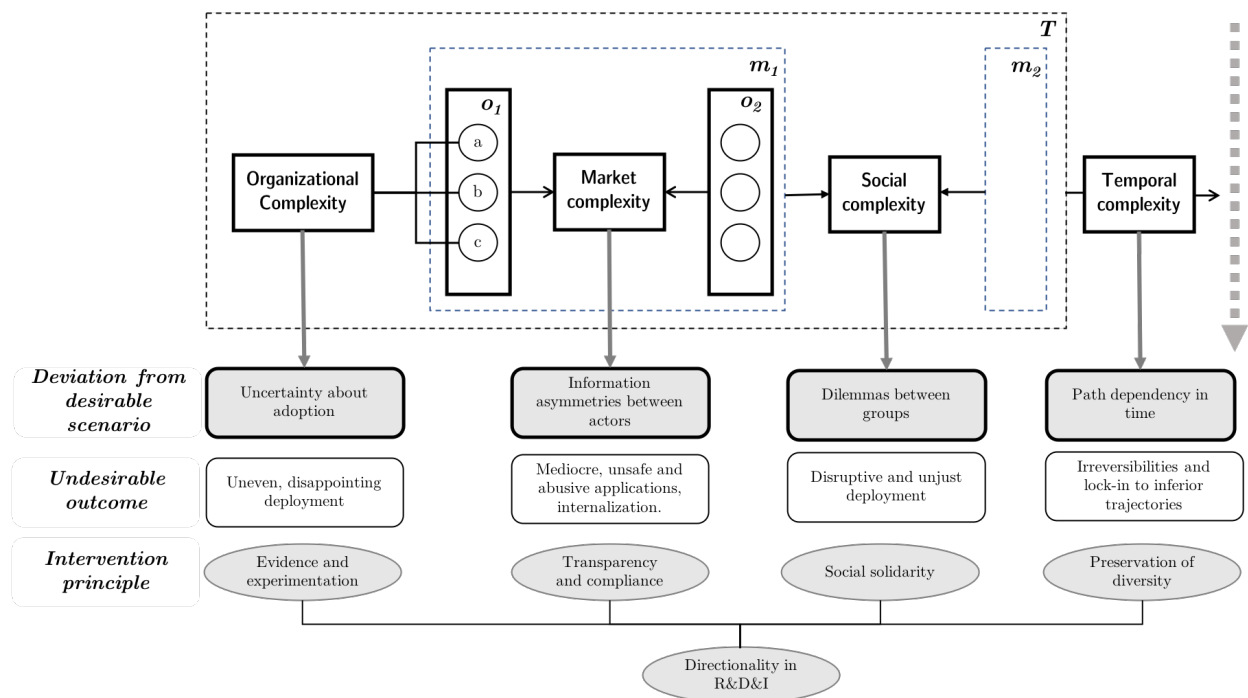 T
m1
m2
o1
o2
a
b
c
Organizational
Complexity
Market
complexity
Social
complexity
Temporal
complexity
Deviation from
desirable
scenario
Uncertainty about
adoption
Information
asymmetries between
actors
Dilemmas between
groups
Path dependency in
time
Undesirable
outcome
Uneven, disappointing
deployment
Mediocre, unsafe and
abusive applications,
internalization.
Disruptive and unjust
deployment
Irreversibilities and
lock-in to inferior
trajectories
Intervention
principle
Evidence and
experimentation
Transparency
and compliance
Social solidarity
Preservation of
diversity
Directionality in
R&D&I